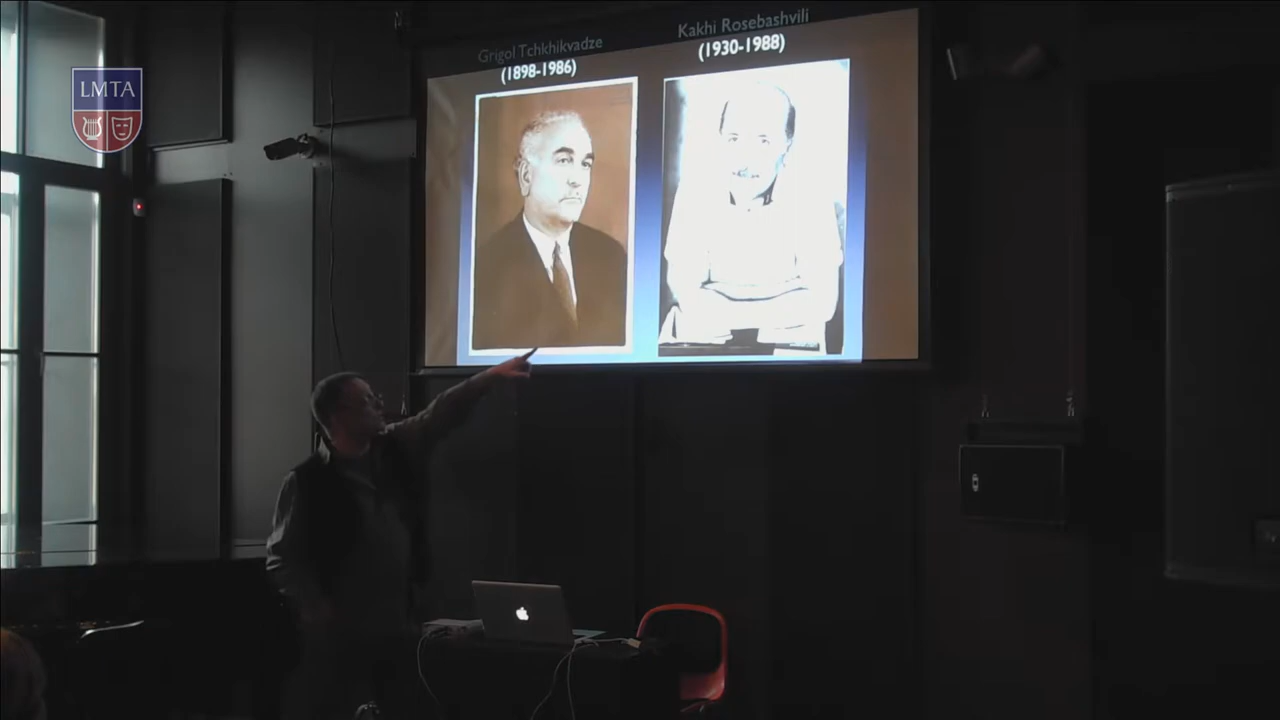 LMTA
Grigol Tchkhikvadze
(1898-1986)
Kakhi Rosebashvili
(1930-1988)